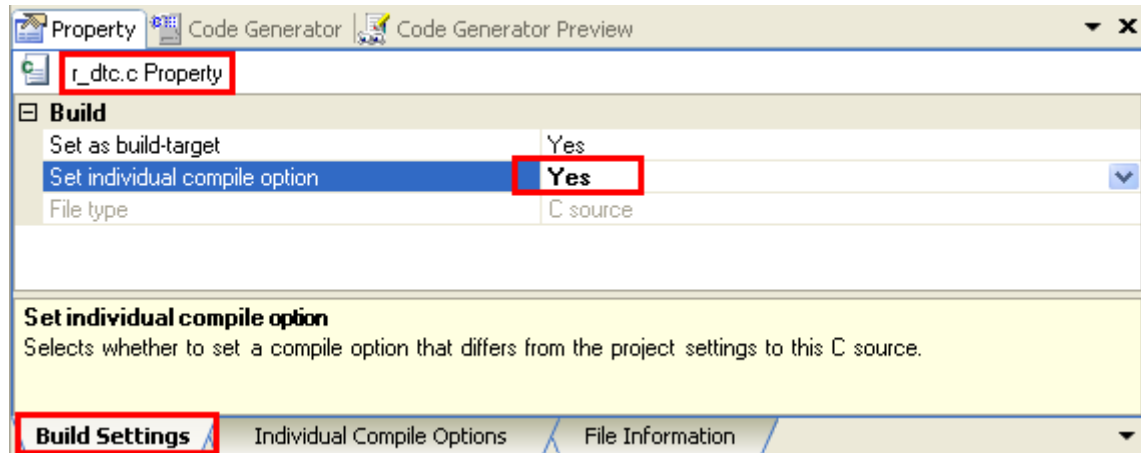 Property Code Generator Code Generator Preview
r_dtc.c Property
Build
Set as build-target Yes
Set individual compile option Yes
File type C source
Set individual compile option
Selects whether to set a compile option that differs from the project settings to this C source.
Build Settings Individual Compile Options File Information